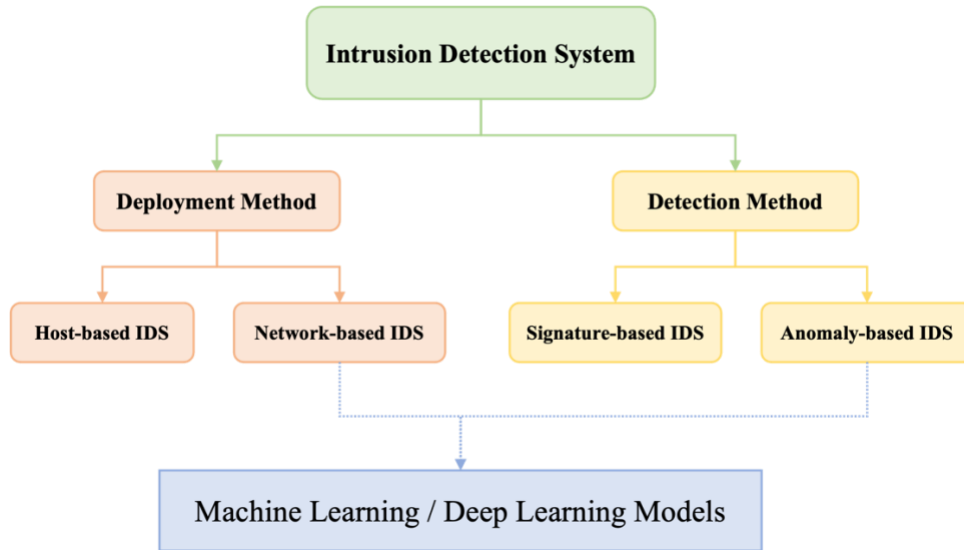 Intrusion Detection System
Deployment Method
Detection Method
Host-based IDS
Network-based IDS
Signature-based IDS
Anomaly-based IDS
Machine Learning / Deep Learning Models